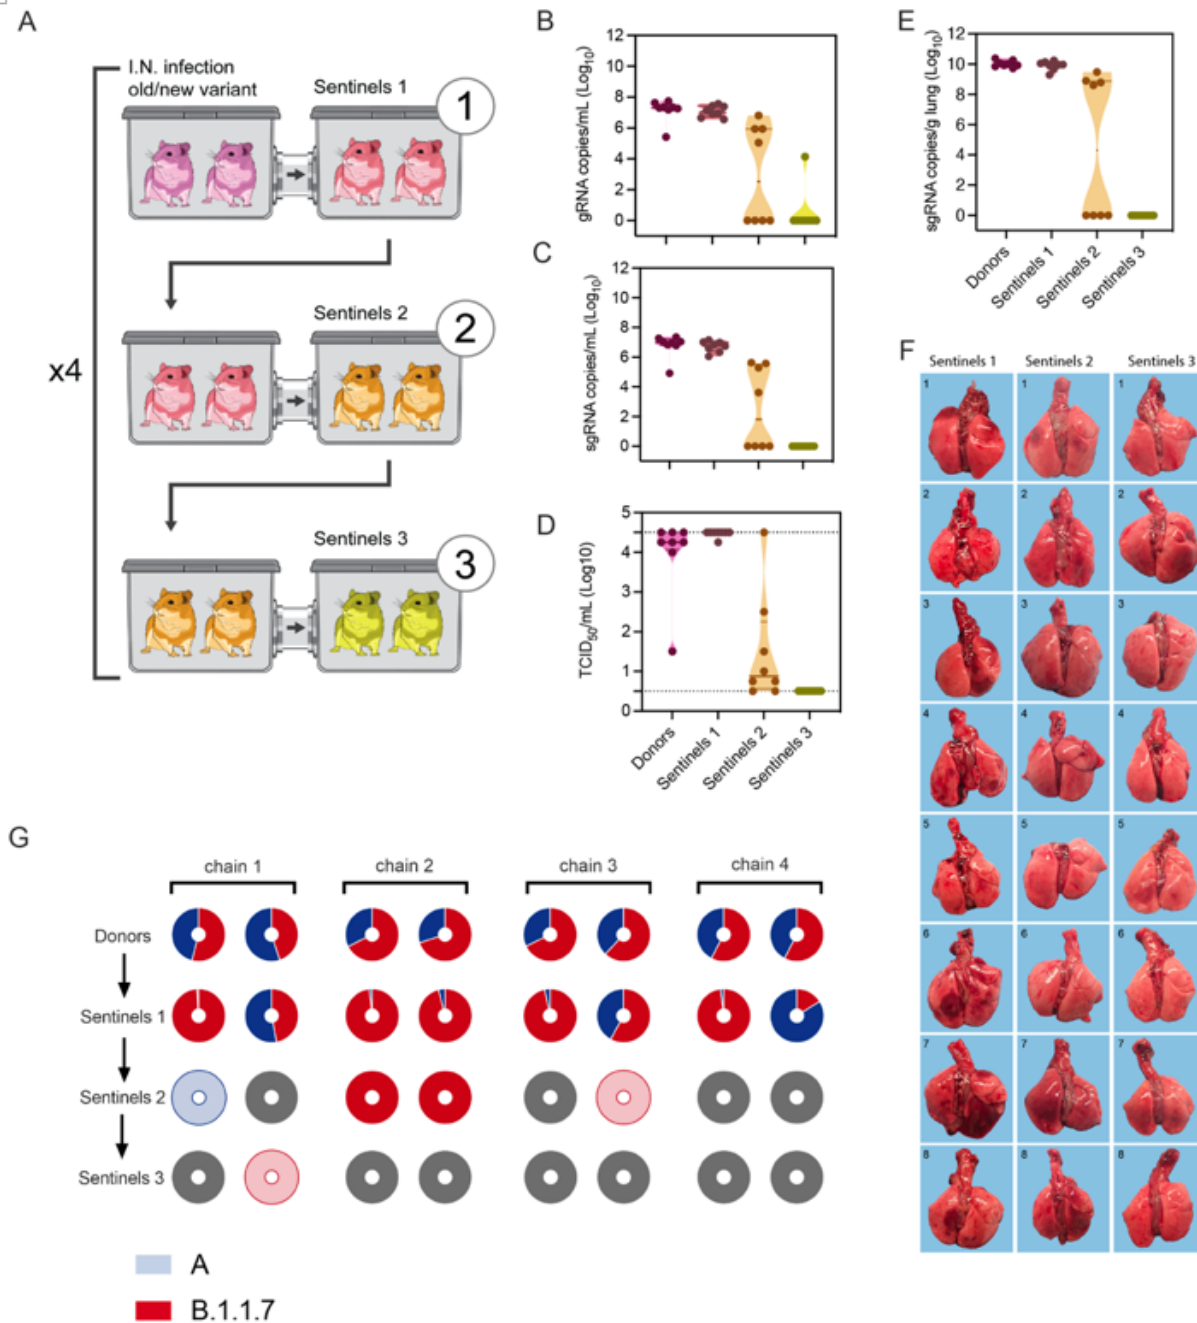 A
I.N. infection
old/new variant
Sentinels 1
1
x4
Sentinels 2
2
Sentinels 3
3
B
gRNA copies/mL (Log10)
12
10
8
6
4
2
0
C
sgRNA copies/mL (Log10)
12
10
8
6
4
2
0
D
TCID50/mL (Log10)
5
4
3
2
1
0
Donors
Sentinels 1
Sentinels 2
Sentinels 3
E
sgRNA copies/g lung (Log10)
12
10
8
6
4
2
0
Donors
Sentinels 1
Sentinels 2
Sentinels 3
F
Sentinels 1 Sentinels 2 Sentinels 3
1 1 1
2 2 2
3 3 3
4 4 4
5 5 5
6 6 6
7 7 7
8 8 8
G
chain 1 chain 2 chain 3 chain 4
Donors
Sentinels 1
Sentinels 2
Sentinels 3
A
B.1.1.7